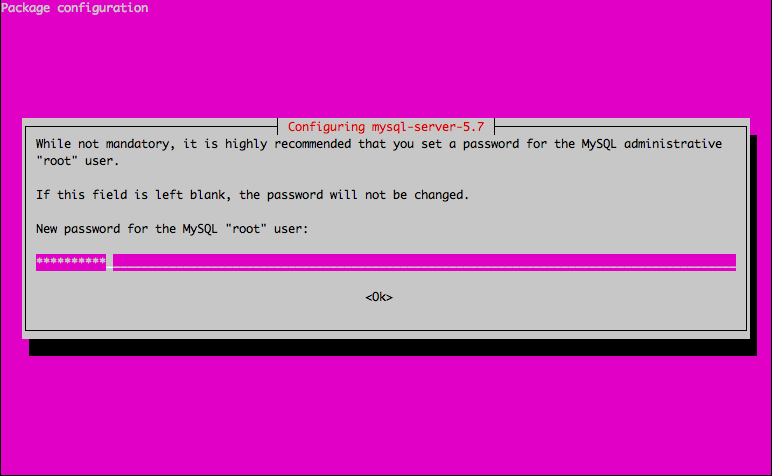 Package configuration
Configuring mysql-server-5.7
While not mandatory, it is highly recommended that you set a password for the MySQL administrative
"root" user.
If this field is left blank, the password will not be changed.
New password for the MySQL "root" user:
**********
<Ok>